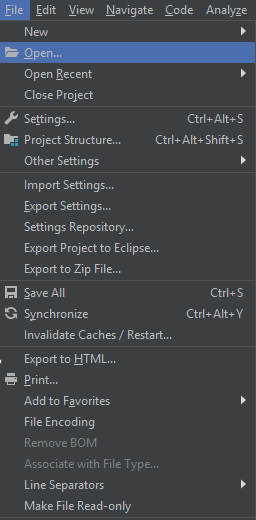 File Edit View Navigate Code Analyze
New
Open...
Open Recent
Close Project
Settings... Ctrl+Alt+S
Project Structure... Ctrl+Alt+Shift+S
Other Settings
Import Settings...
Export Settings...
Settings Repository...
Export Project to Eclipse...
Export to Zip File...
Save All Ctrl+S
Synchronize Ctrl+Alt+Y
Invalidate Caches / Restart...
Export to HTML...
Print...
Add to Favorites
File Encoding
Remove BOM
Associate with File Type...
Line Separators
Make File Read-only